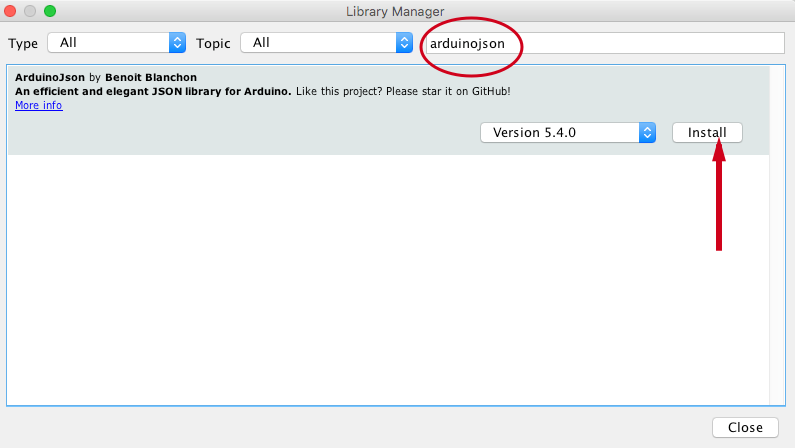 Library Manager
Type All Topic All arduinojson
ArduinoJson by Benoit Blanchon
An efficient and elegant JSON library for Arduino. Like this project? Please star it on GitHub!
More info
Version 5.4.0 Install
Close